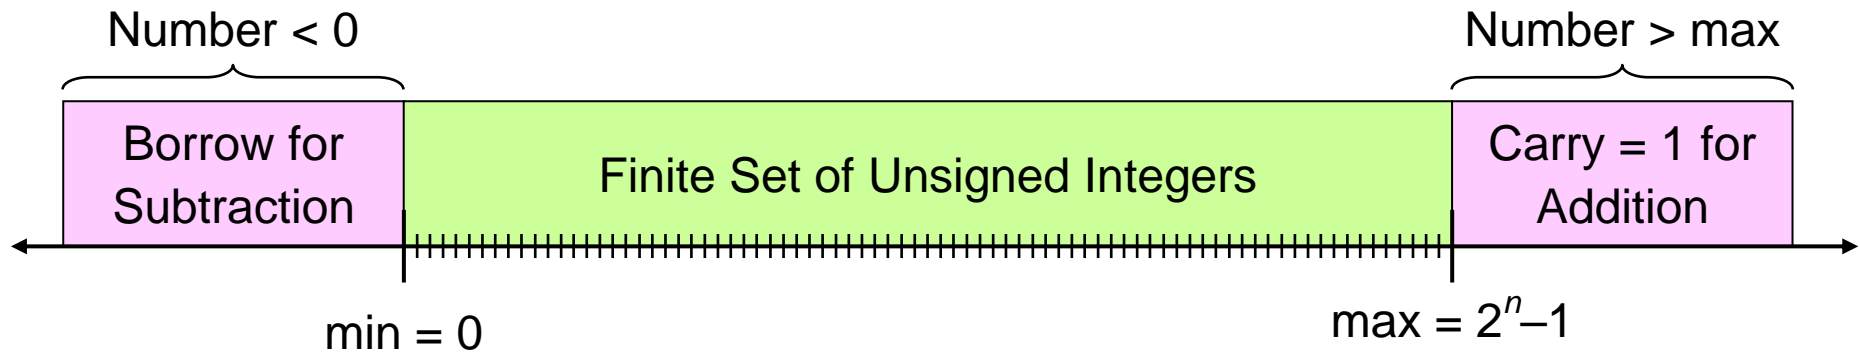 Number < 0
Number > max
Borrow for
Subtraction
Finite Set of Unsigned Integers
Carry = 1 for
Addition
min = 0
max = 2ⁿ–1